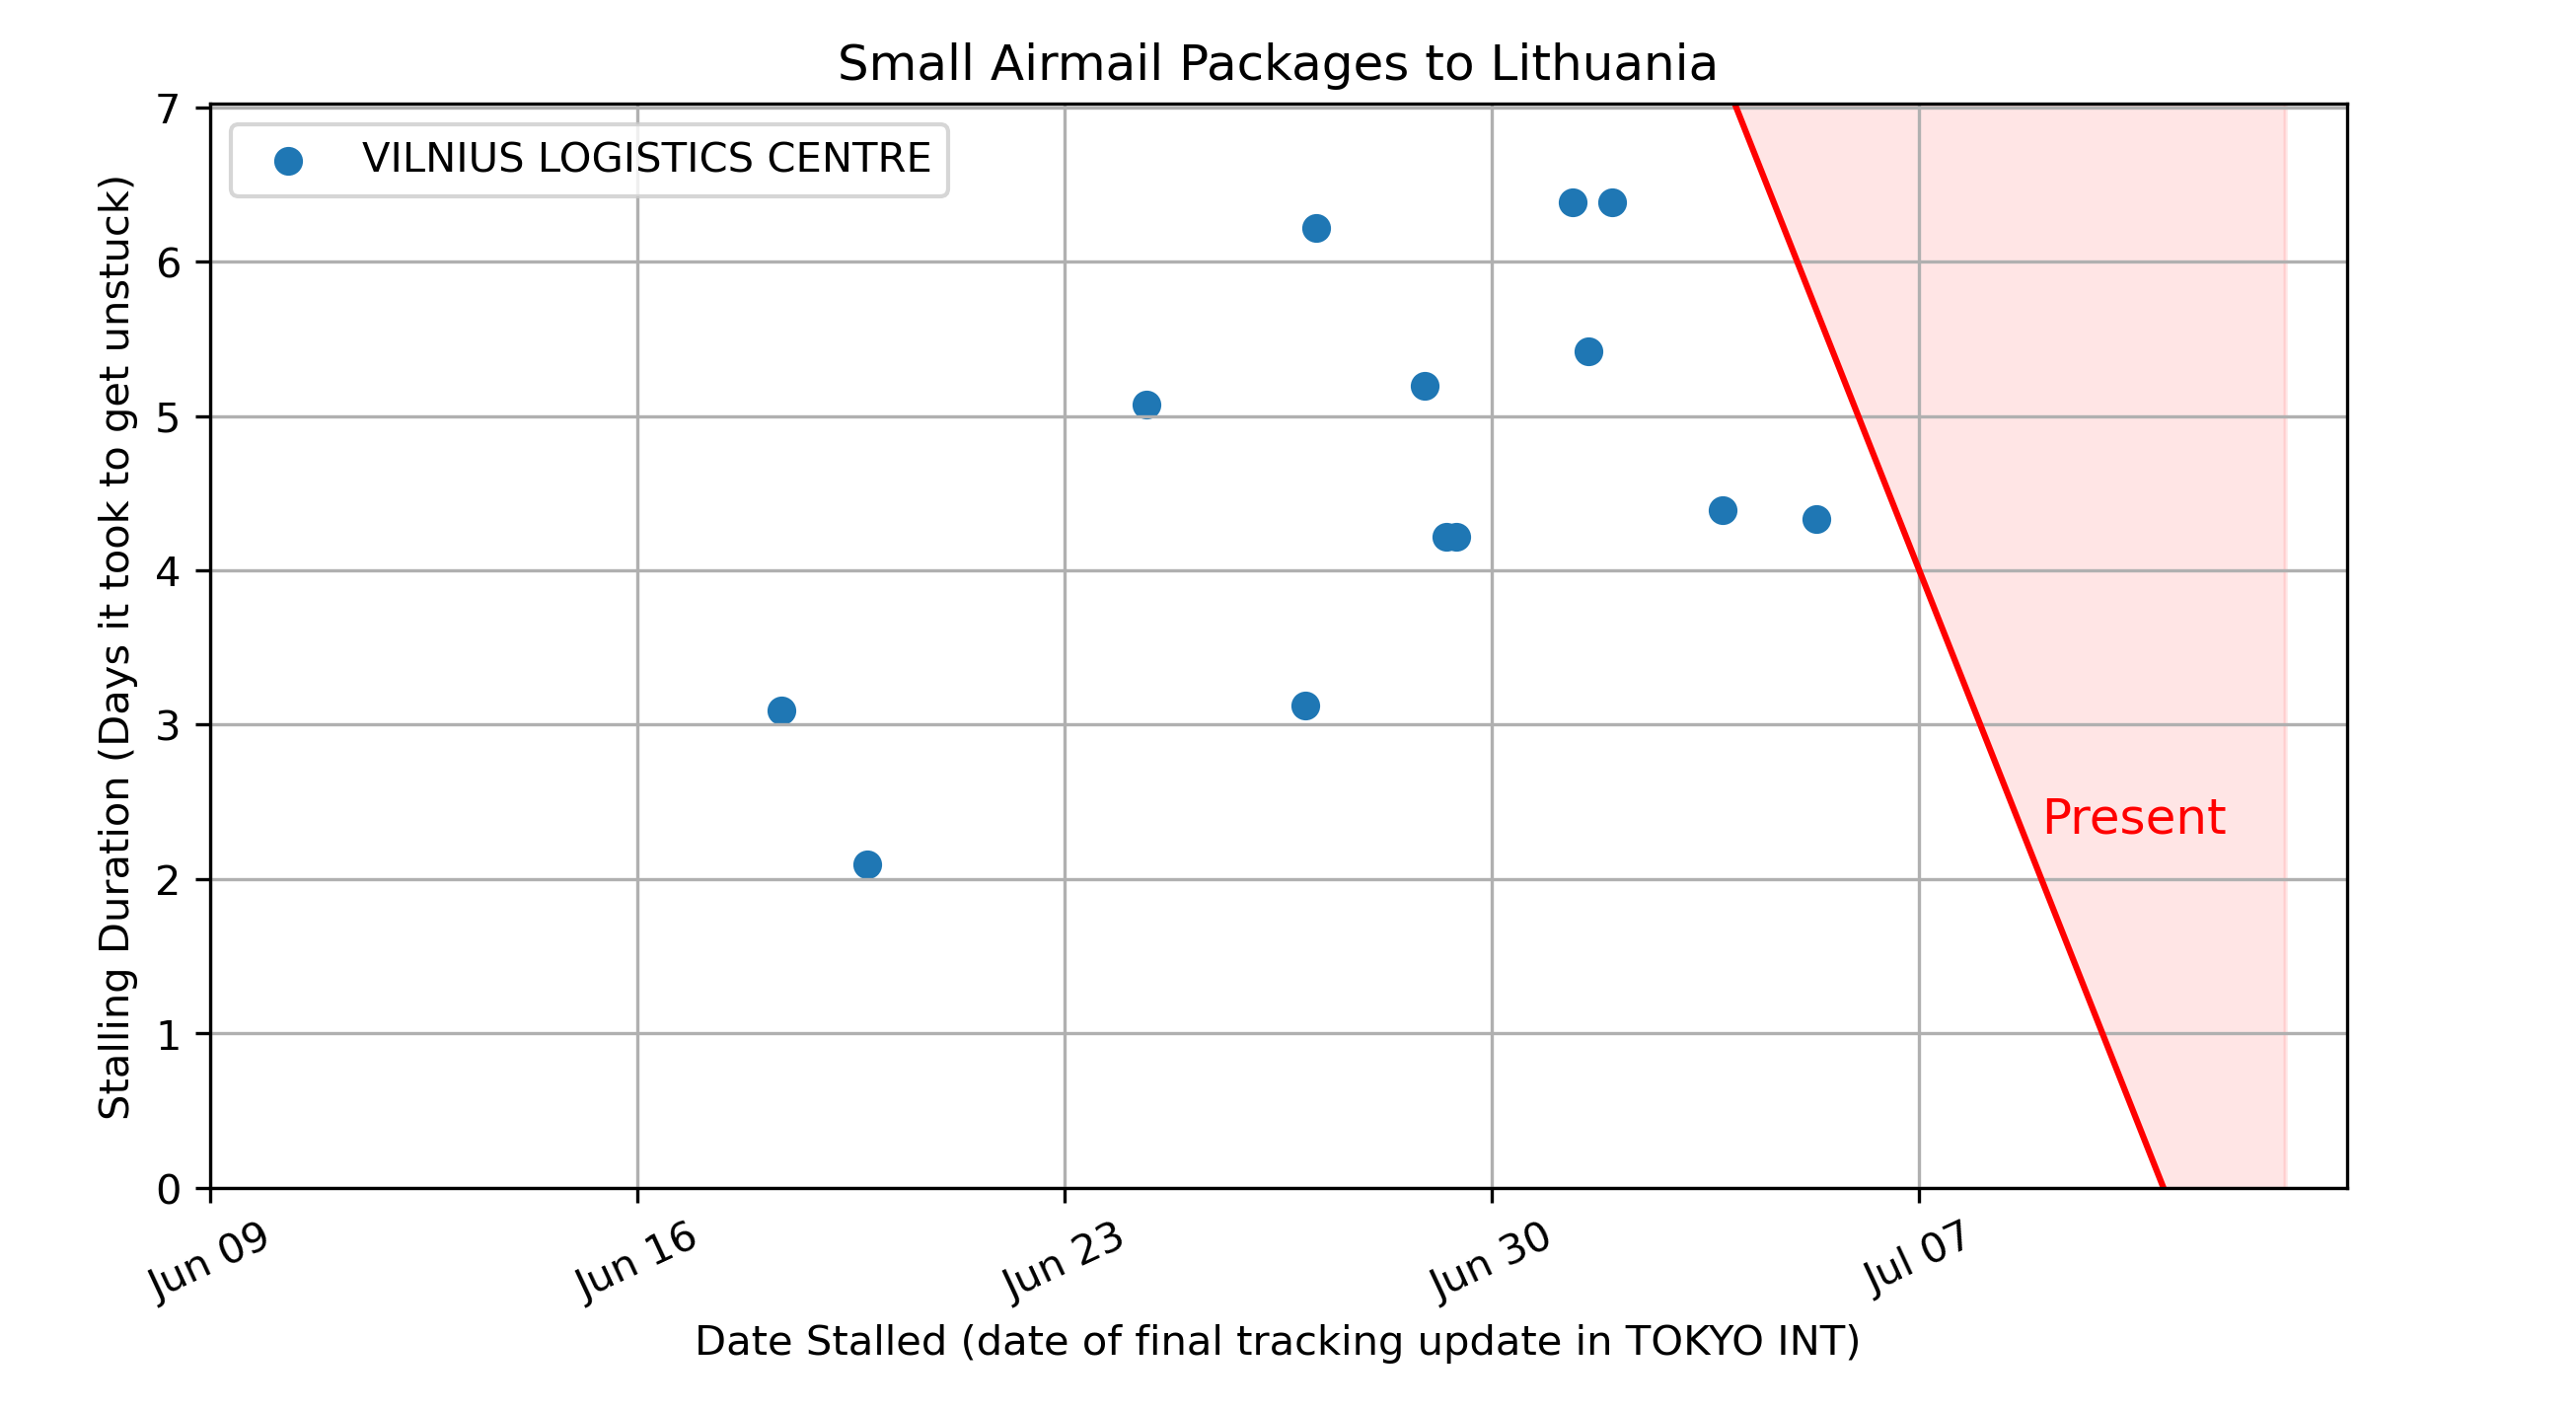 Small Airmail Packages to Lithuania
VILNIUS LOGISTICS CENTRE
Stalling Duration (Days it took to get unstuck)
7
6
5
4
3
2
1
0
Present
Jun 09
Jun 16
Jun 23
Jun 30
Jul 07
Date Stalled (date of final tracking update in TOKYO INT)